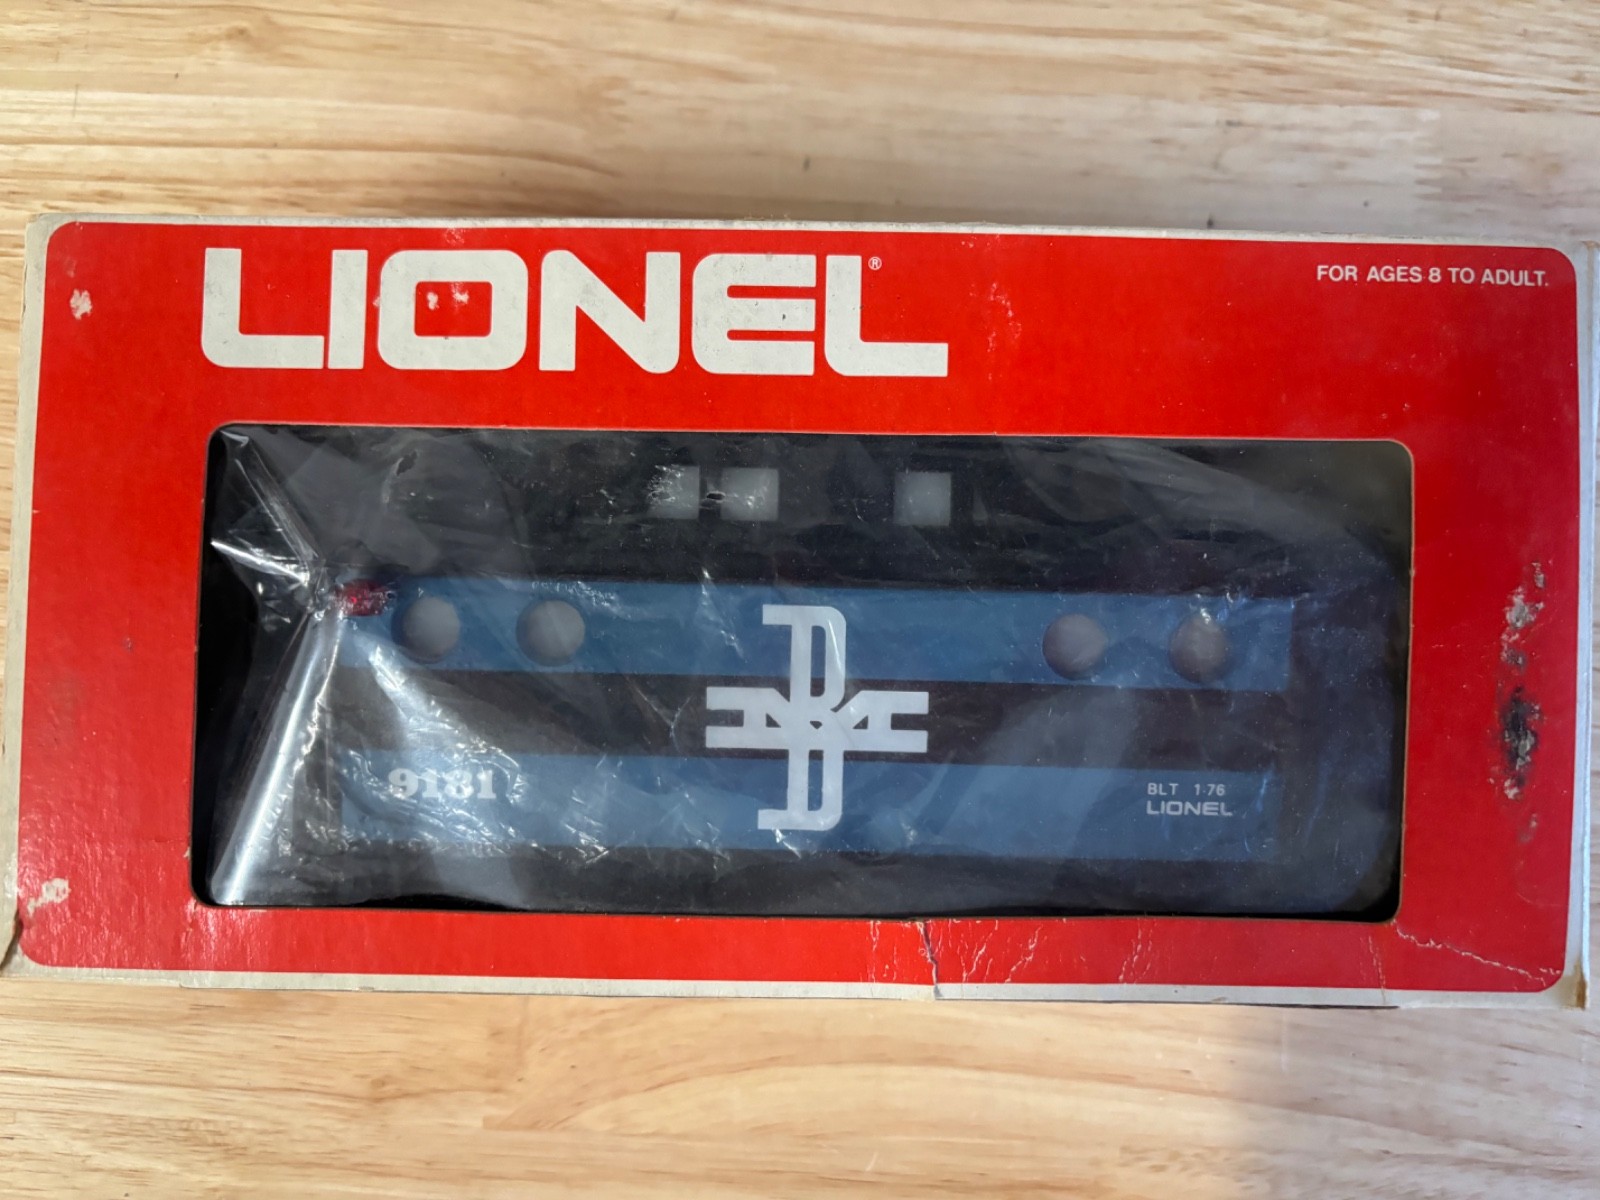 LIONEL®
FOR AGES 8 TO ADULT.
B
M
9181
BLT 1-76
LIONEL